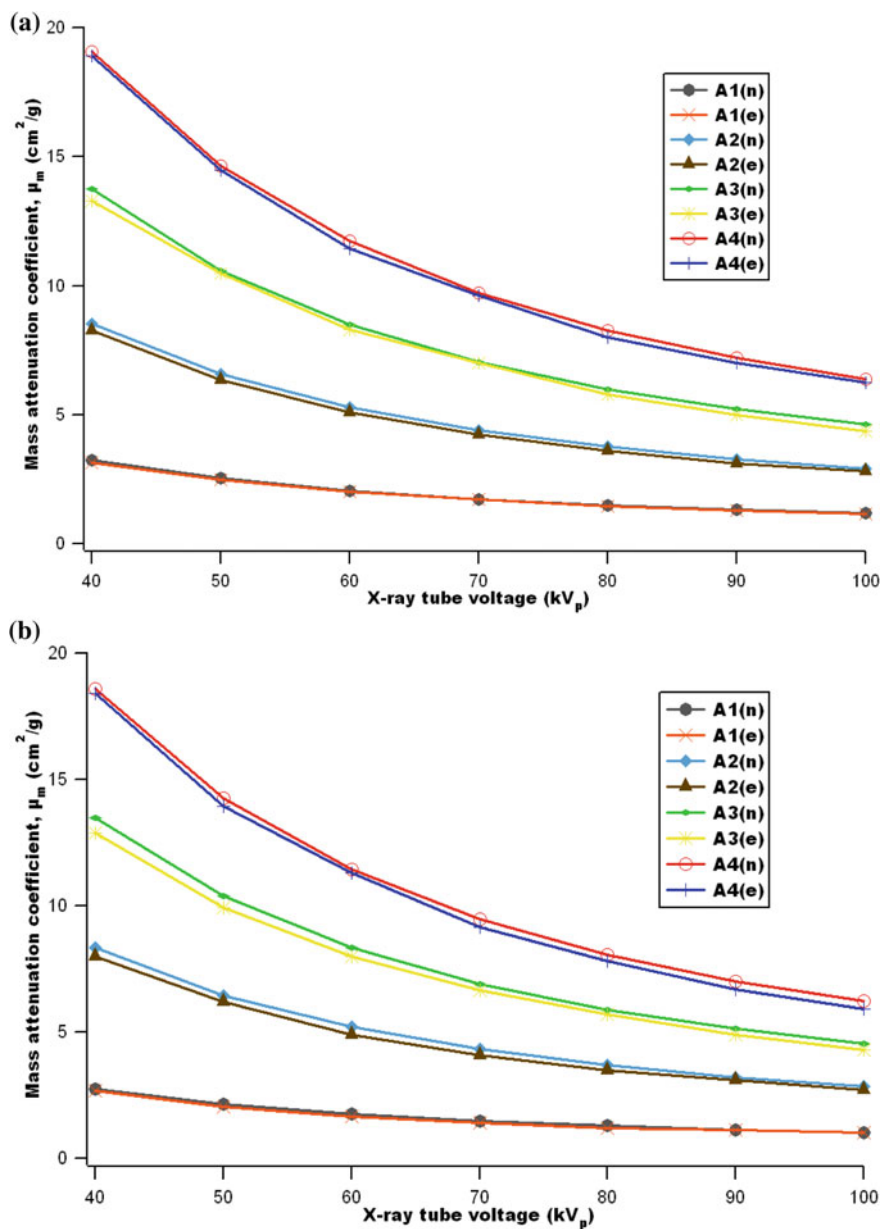 (a)
20
15
10
5
0
Mass attenuation coefficient, μm (cm²/g)
A1(n)
A1(e)
A2(n)
A2(e)
A3(n)
A3(e)
A4(n)
A4(e)
40 50 60 70 80 90 100
X-ray tube voltage (kVp)
(b)
20
15
10
5
0
Mass attenuation coefficient, μm (cm²/g)
A1(n)
A1(e)
A2(n)
A2(e)
A3(n)
A3(e)
A4(n)
A4(e)
40 50 60 70 80 90 100
X-ray tube voltage (kVp)